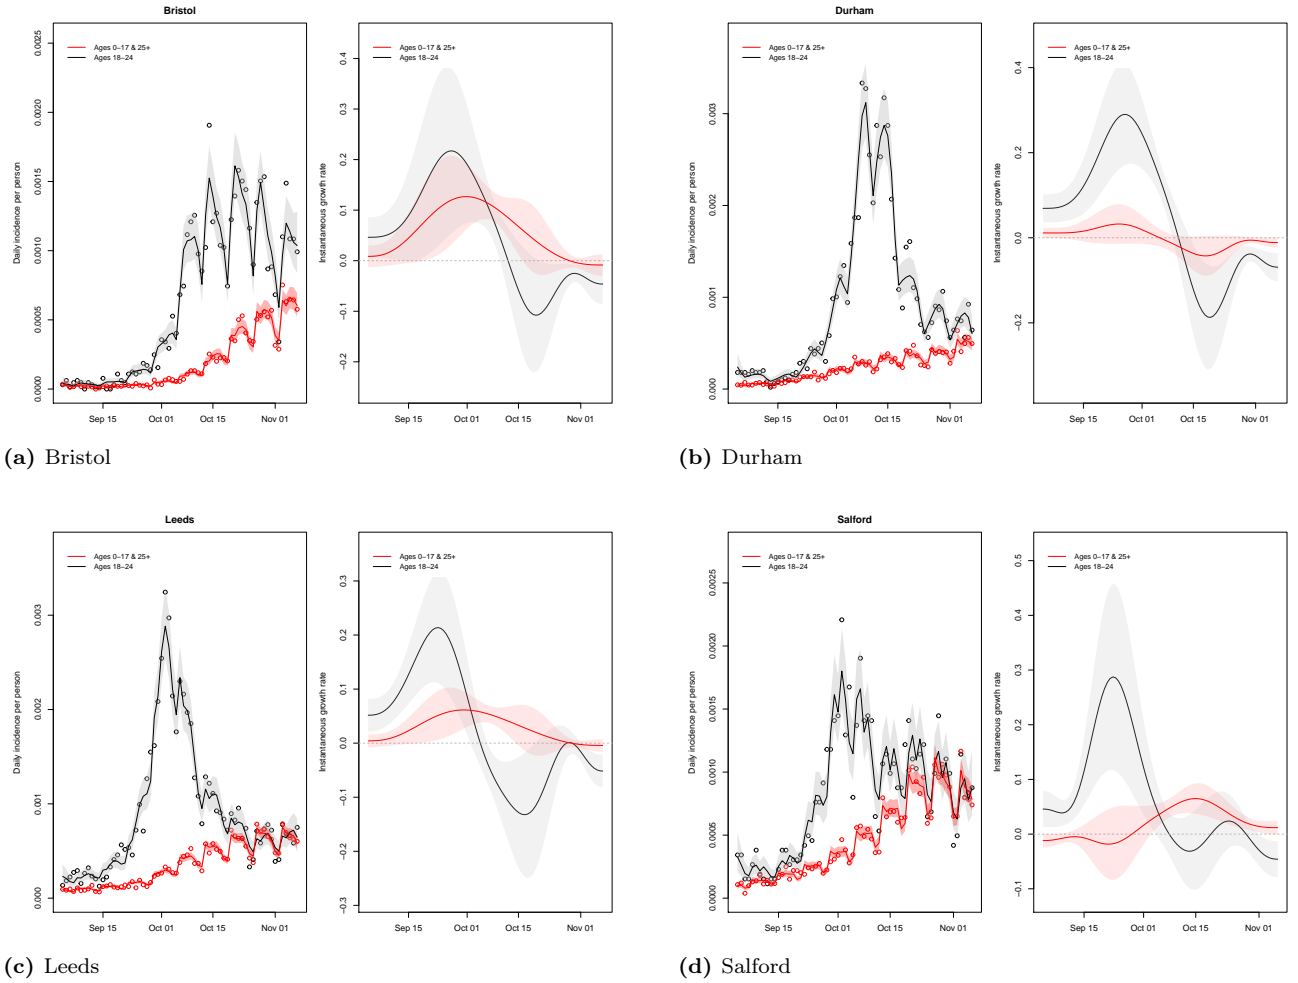 Bristol
Daily incidence per person
0.0000 0.0005 0.0010 0.0015 0.0020 0.0025
Ages 0−17 & 25+
Ages 18−24
Sep 15 Oct 01 Oct 15 Nov 01
Instantaneous growth rate
−0.2 0.0 0.1 0.2 0.3 0.4
Ages 0−17 & 25+
Ages 18−24
Sep 15 Oct 01 Oct 15 Nov 01
(a) Bristol
Durham
Daily incidence per person
0.000 0.001 0.002 0.003
Ages 0−17 & 25+
Ages 18−24
Sep 15 Oct 01 Oct 15 Nov 01
Instantaneous growth rate
−0.2 0.0 0.2 0.4
Ages 0−17 & 25+
Ages 18−24
Sep 15 Oct 01 Oct 15 Nov 01
(b) Durham
Leeds
Daily incidence per person
0.000 0.001 0.002 0.003
Ages 0−17 & 25+
Ages 18−24
Sep 15 Oct 01 Oct 15 Nov 01
Instantaneous growth rate
−0.3 −0.2 −0.1 0.0 0.1 0.2 0.3
Ages 0−17 & 25+
Ages 18−24
Sep 15 Oct 01 Oct 15 Nov 01
(c) Leeds
Salford
Daily incidence per person
0.0000 0.0005 0.0010 0.0015 0.0020 0.0025
Ages 0−17 & 25+
Ages 18−24
Sep 15 Oct 01 Oct 15 Nov 01
Instantaneous growth rate
−0.1 0.0 0.1 0.2 0.3 0.4 0.5
Ages 0−17 & 25+
Ages 18−24
Sep 15 Oct 01 Oct 15 Nov 01
(d) Salford